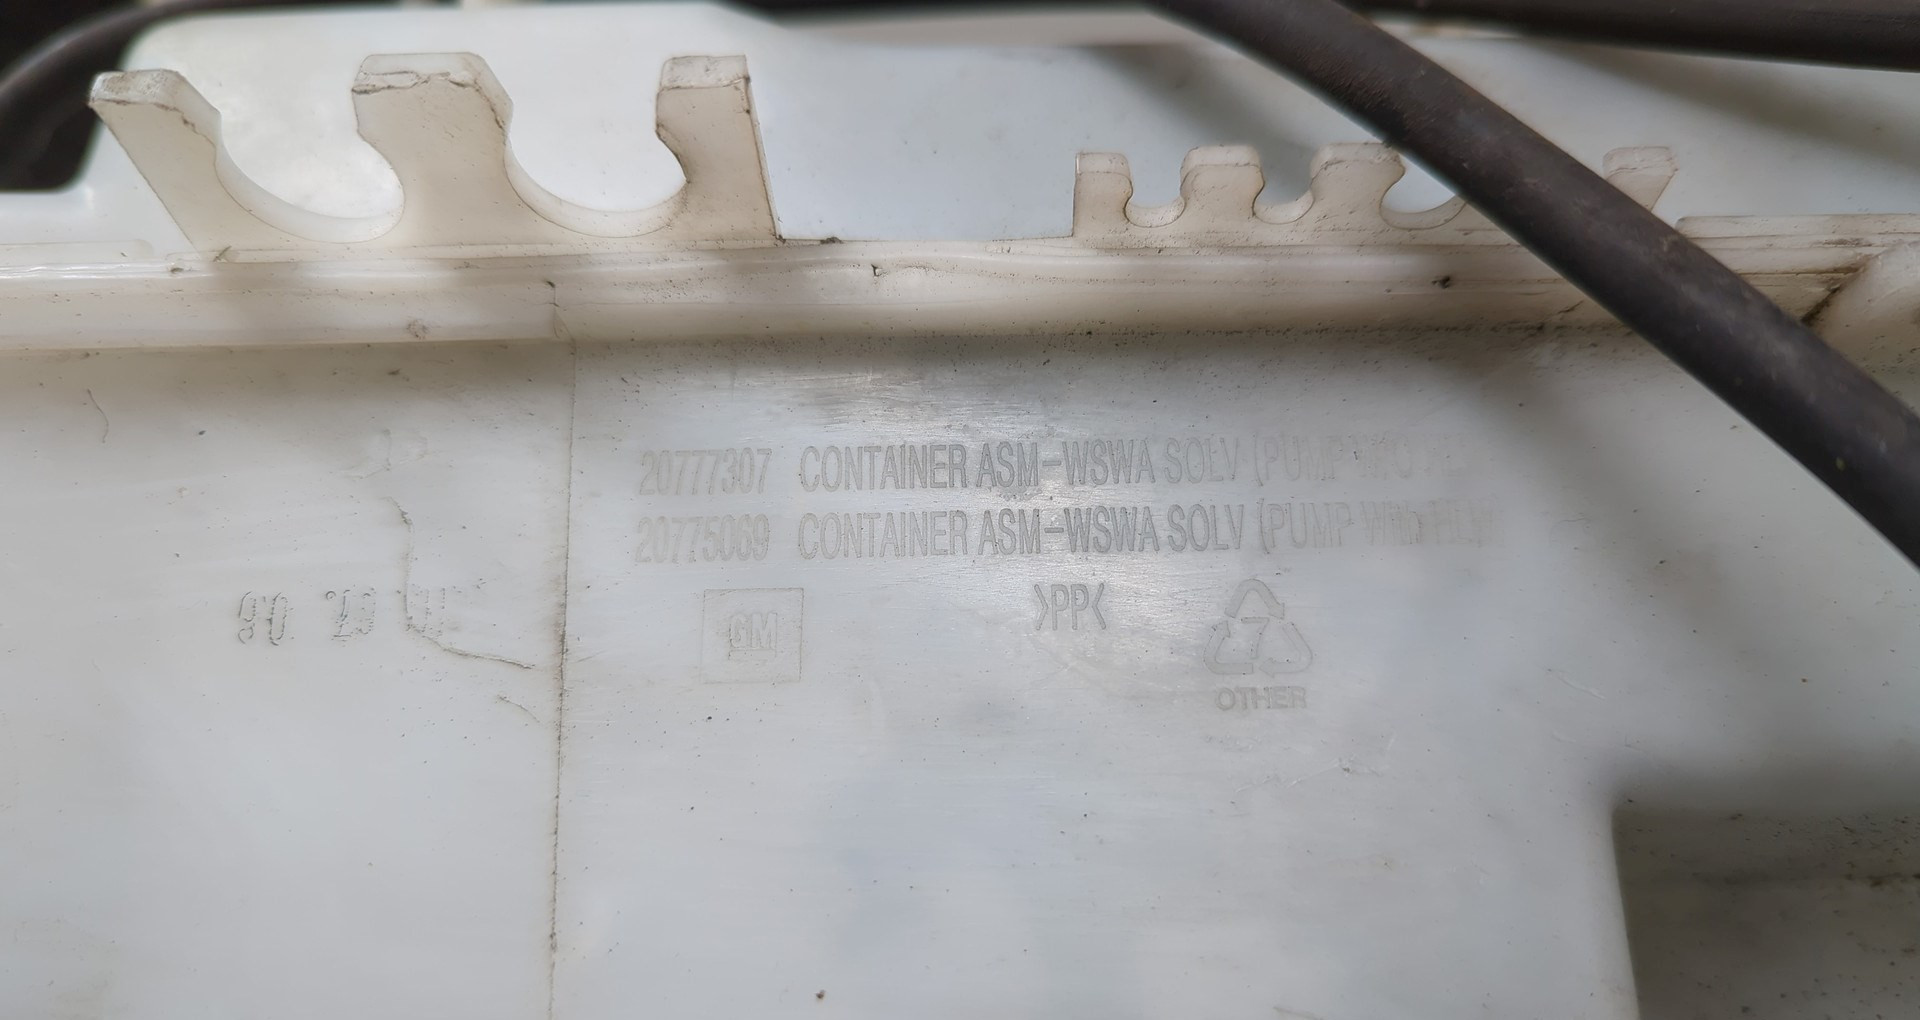 20777307 CONTAINER ASM-WSWA SOLV (PUMP
20775069 CONTAINER ASM-WSWA SOLV (PUMP
GM
>PP<
7
OTHER